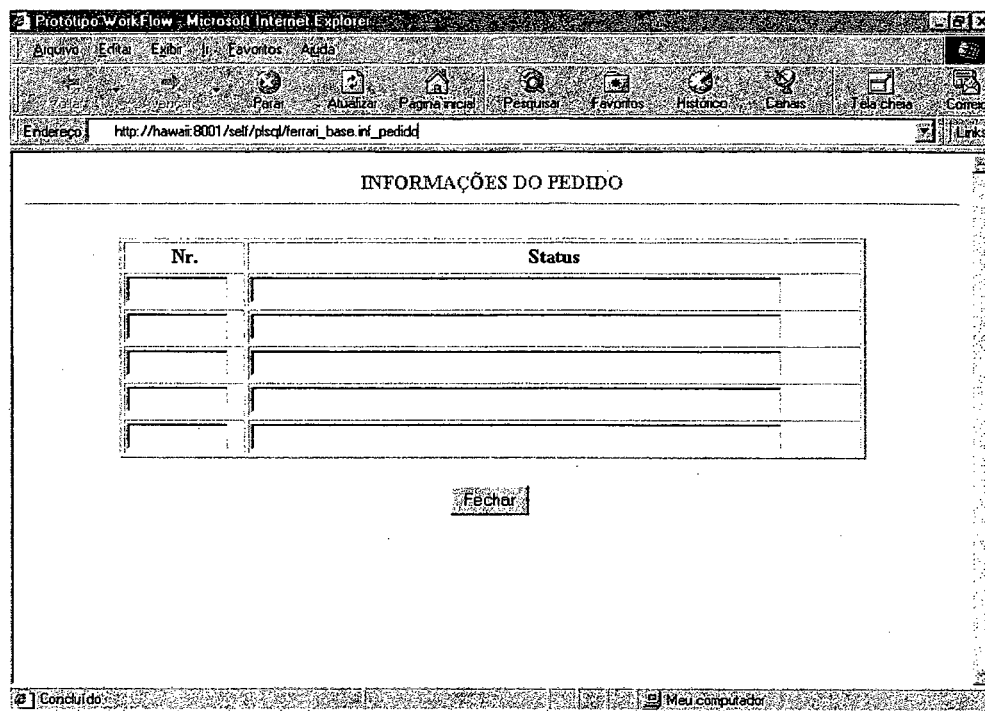 Protótipo WorkFlow - Microsoft Internet Explorer
Arquivo Editar Exibir Ir Favoritos Ajuda
Parar Atualizar Página inicial Pesquisar Favoritos Histórico Canais Tela cheia Correio
Endereço http://hawaii:8001/self/plsql/ferrari_base.inf_pedido Links
INFORMAÇÕES DO PEDIDO
Nr. Status
Fechar
Concluído Meu computador